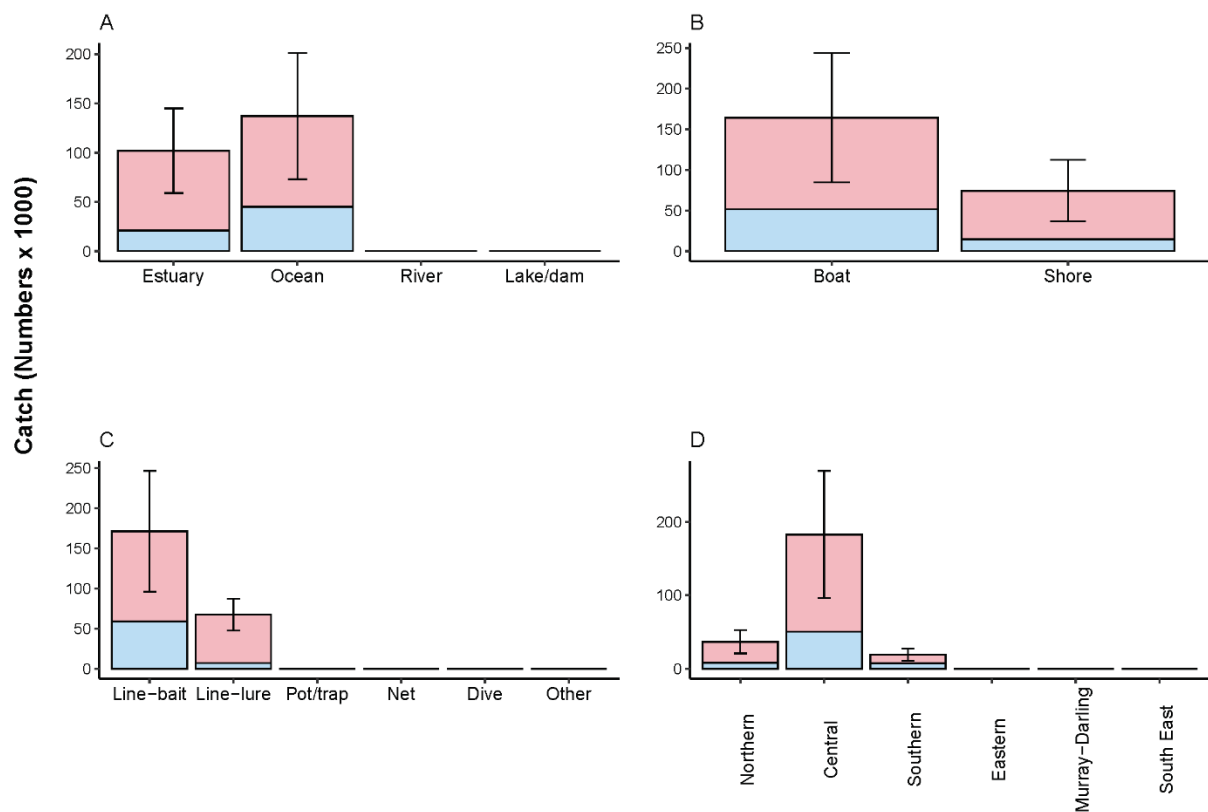 Catch (Numbers x 1000)
A
200
150
100
50
0
Estuary Ocean River Lake/dam
B
250
200
150
100
50
0
Boat Shore
C
250
200
150
100
50
0
Line−bait Line−lure Pot/trap Net Dive Other
D
200
100
0
Northern
Central
Southern
Eastern
Murray−Darling
South East